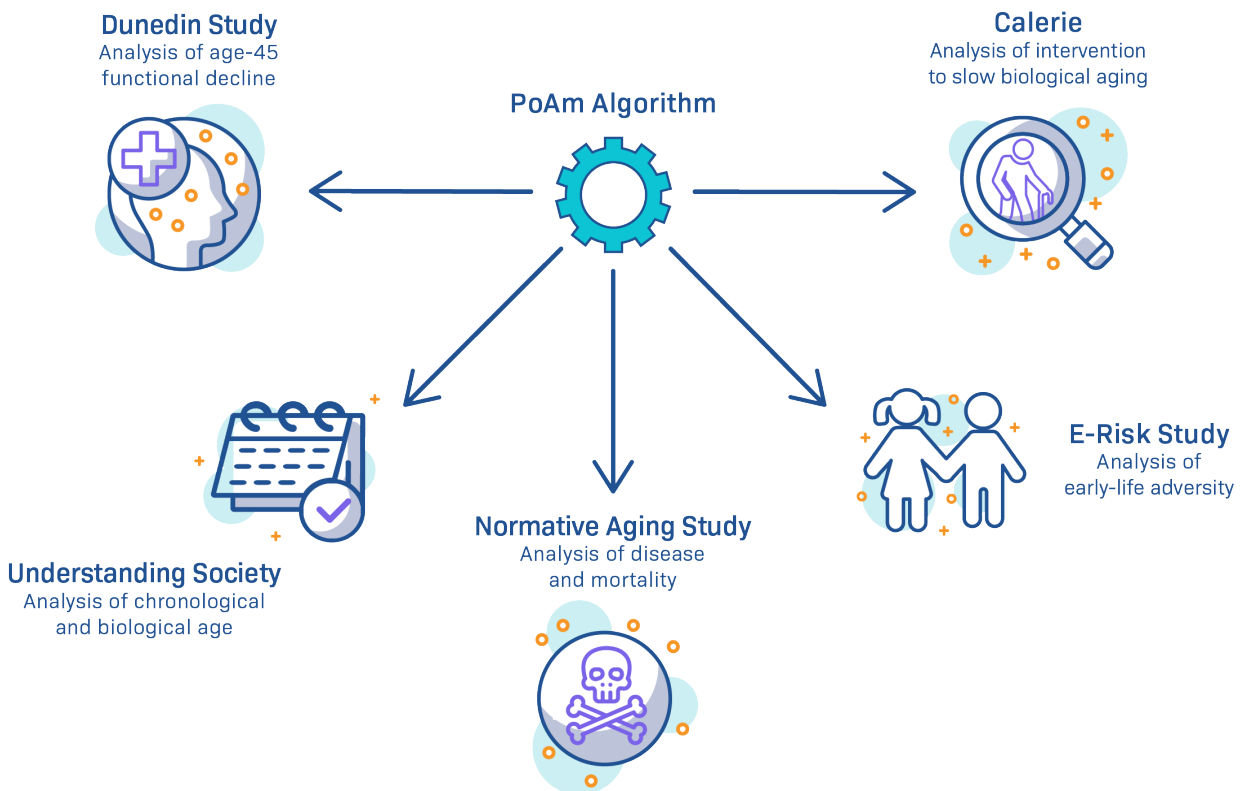 Dunedin Study
Analysis of age-45
functional decline
PoAm Algorithm
Calerie
Analysis of intervention
to slow biological aging
Understanding Society
Analysis of chronological
and biological age
Normative Aging Study
Analysis of disease
and mortality
E-Risk Study
Analysis of
early-life adversity